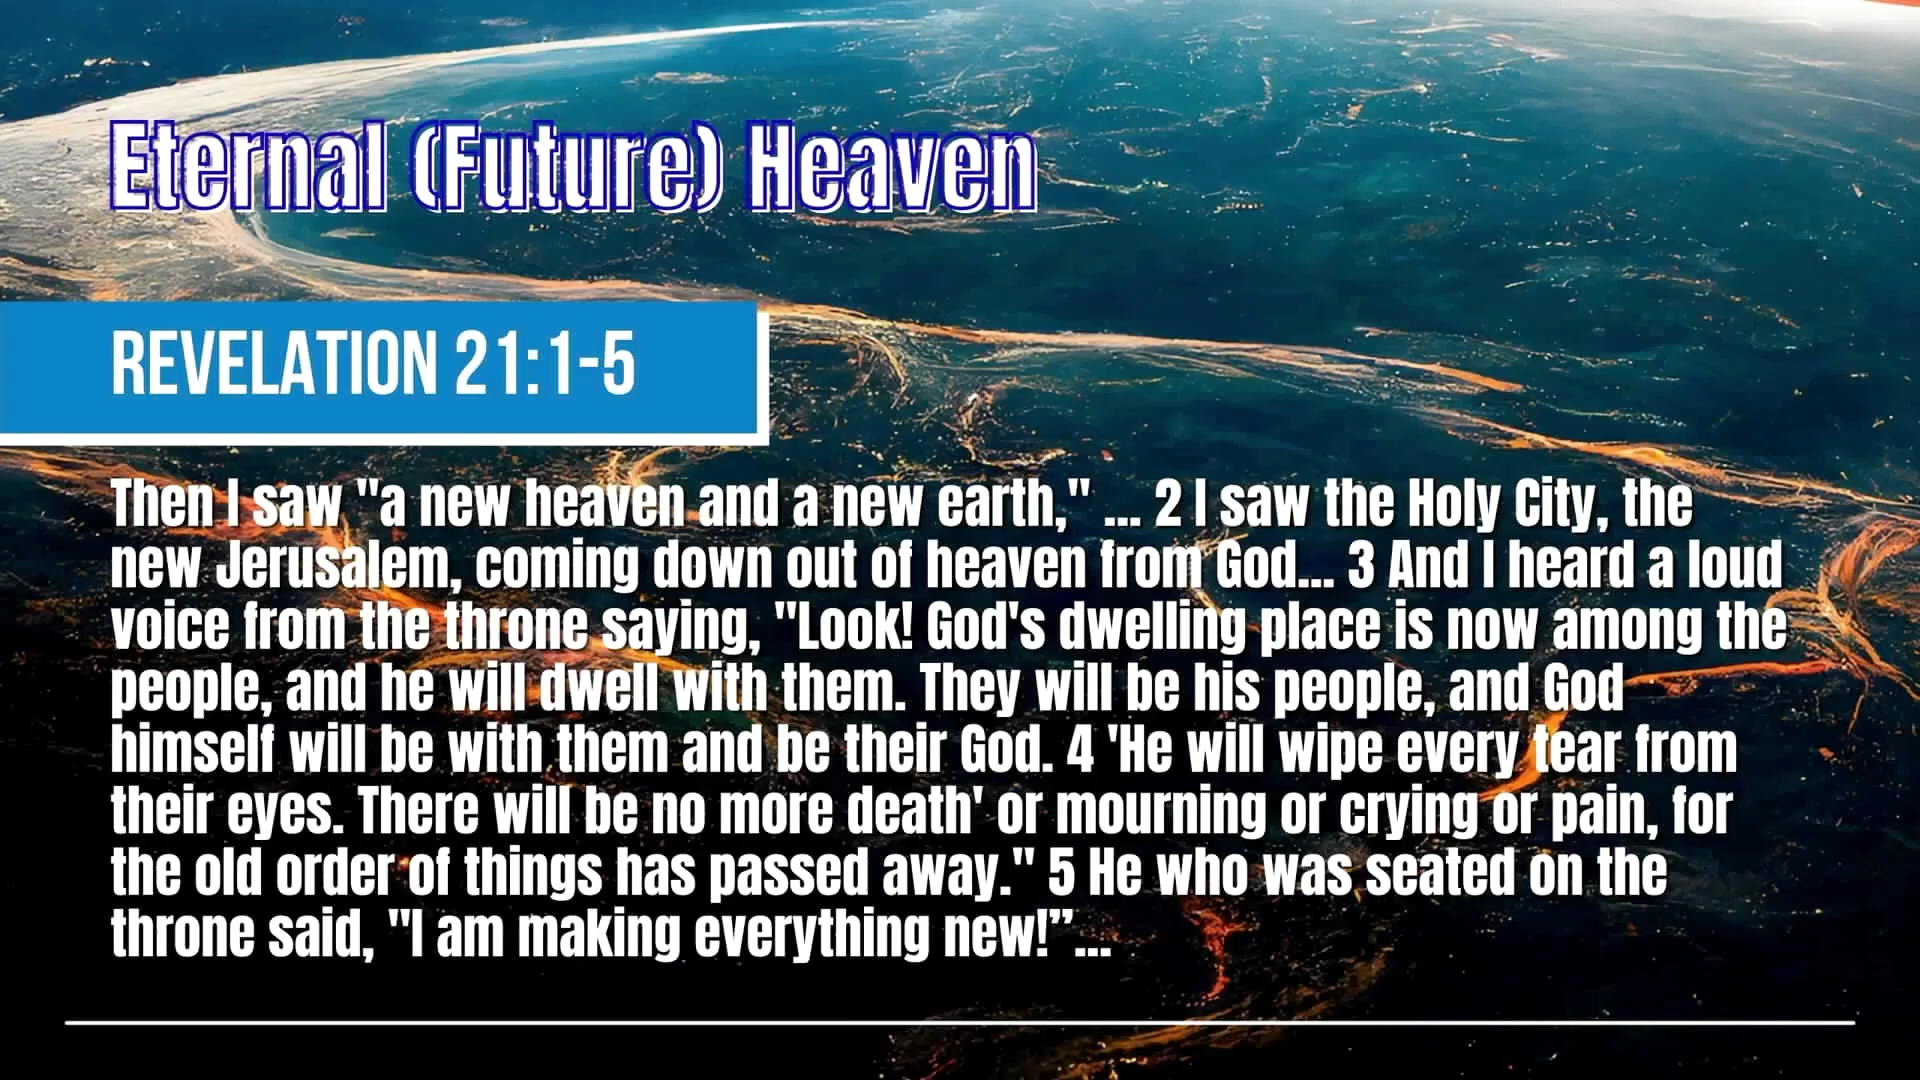 Eternal (Future) Heaven
REVELATION 21:1-5
Then I saw "a new heaven and a new earth," ... 2 I saw the Holy City, the
new Jerusalem, coming down out of heaven from God... 3 And I heard a loud
voice from the throne saying, "Look! God's dwelling place is now among the
people, and he will dwell with them. They will be his people, and God
himself will be with them and be their God. 4 'He will wipe every tear from
their eyes. There will be no more death' or mourning or crying or pain, for
the old order of things has passed away." 5 He who was seated on the
throne said, "I am making everything new!”...